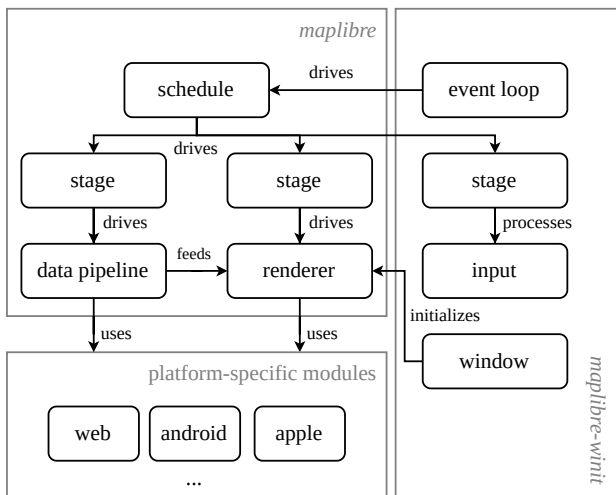 maplibre
drives
schedule
event loop
drives
stage
stage
stage
drives
drives
processes
data pipeline
feeds
renderer
input
initializes
uses
uses
window
platform-specific modules
maplibre-winit
web
android
apple
...